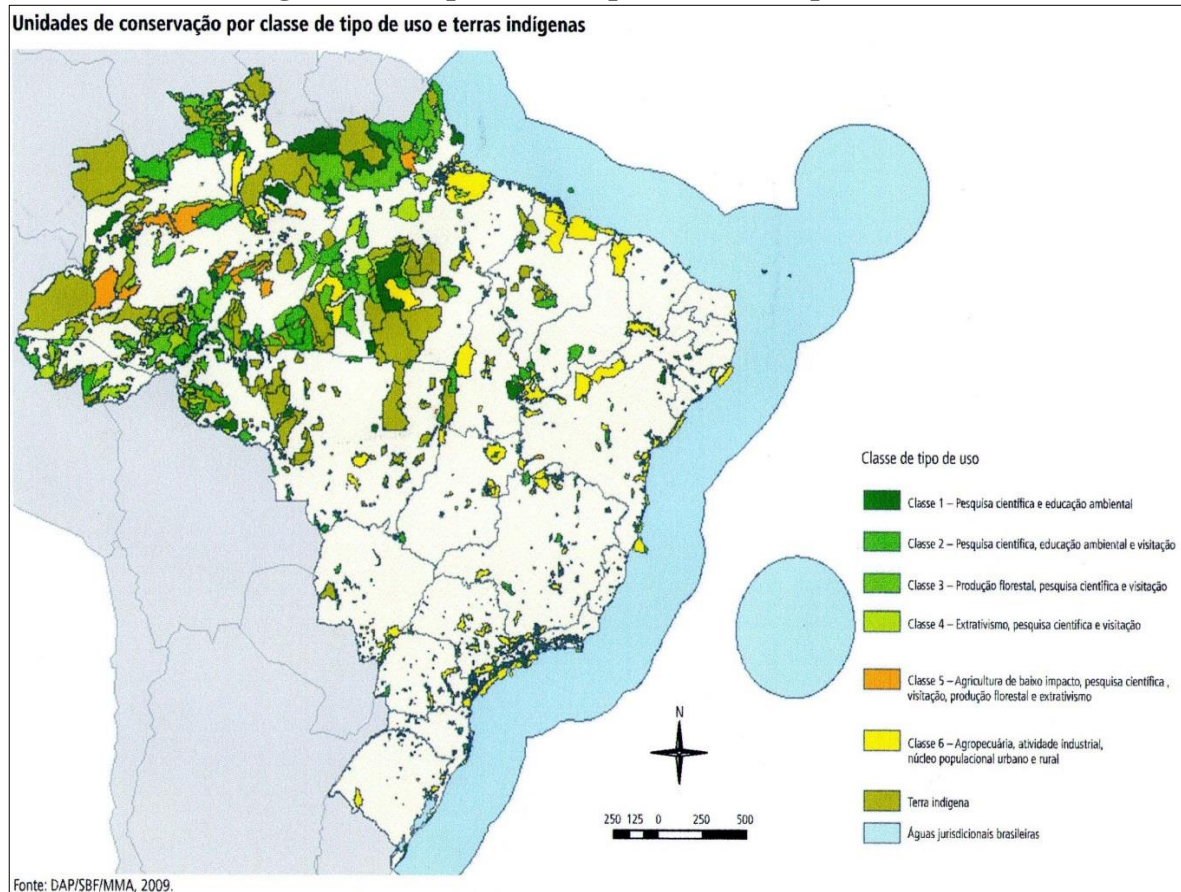 Unidades de conservação por classe de tipo de uso e terras indígenas
Classe de tipo de uso
Classe 1 – Pesquisa científica e educação ambiental
Classe 2 – Pesquisa científica, educação ambiental e visitação
Classe 3 – Produção florestal, pesquisa científica e visitação
Classe 4 – Extrativismo, pesquisa científica e visitação
Classe 5 – Agricultura de baixo impacto, pesquisa científica ,
visitação, produção florestal e extrativismo
Classe 6 – Agropecuária, atividade industrial,
núcleo populacional urbano e rural
Terra indígena
Águas jurisdicionais brasileiras
N
250 125 0 250 500
Fonte: DAP/SBF/MMA, 2009.